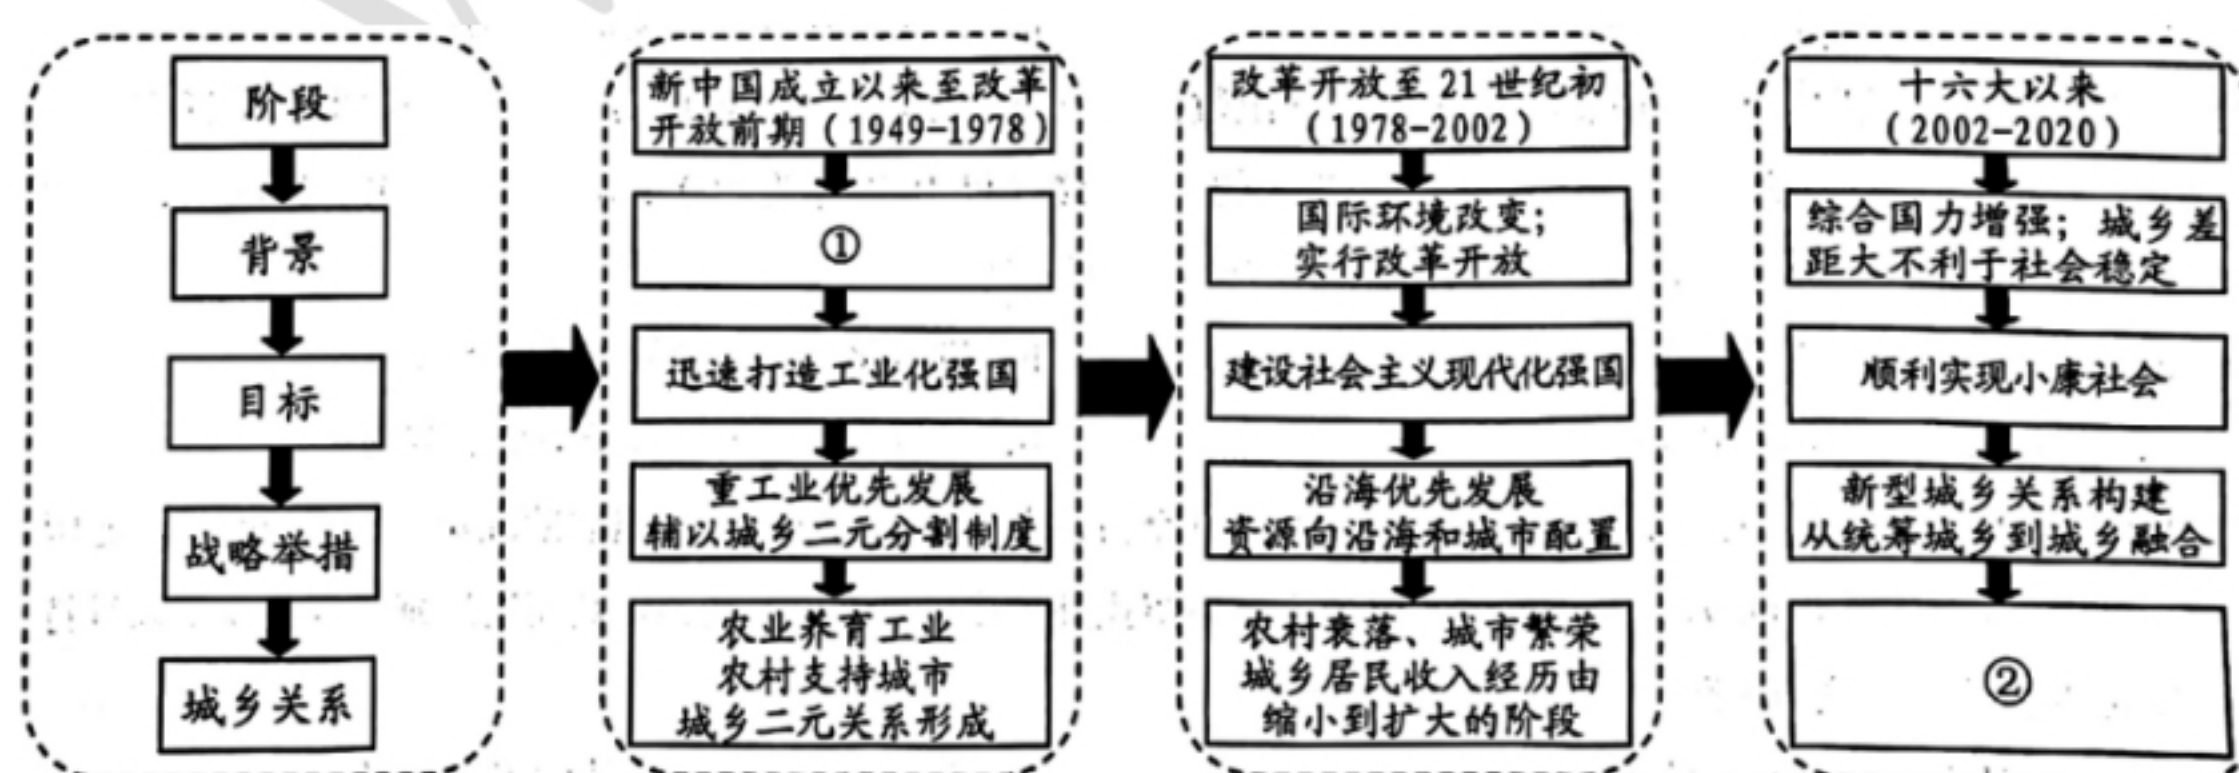 阶段
背景
目标
战略举措
城乡关系
新中国成立以来至改革
开放前期（1949-1978）
①
迅速打造工业化强国
重工业优先发展
辅以城乡二元分割制度
农业养育工业
农村支持城市
城乡二元关系形成
改革开放至21世纪初
（1978-2002）
国际环境改变；
实行改革开放
建设社会主义现代化强国
沿海优先发展
资源向沿海和城市配置
农村衰落、城市繁荣
城乡居民收入经历由
缩小到扩大的阶段
十六大以来
（2002-2020）
综合国力增强；城乡差
距大不利于社会稳定
顺利实现小康社会
新型城乡关系构建
从统筹城乡到城乡融合
②